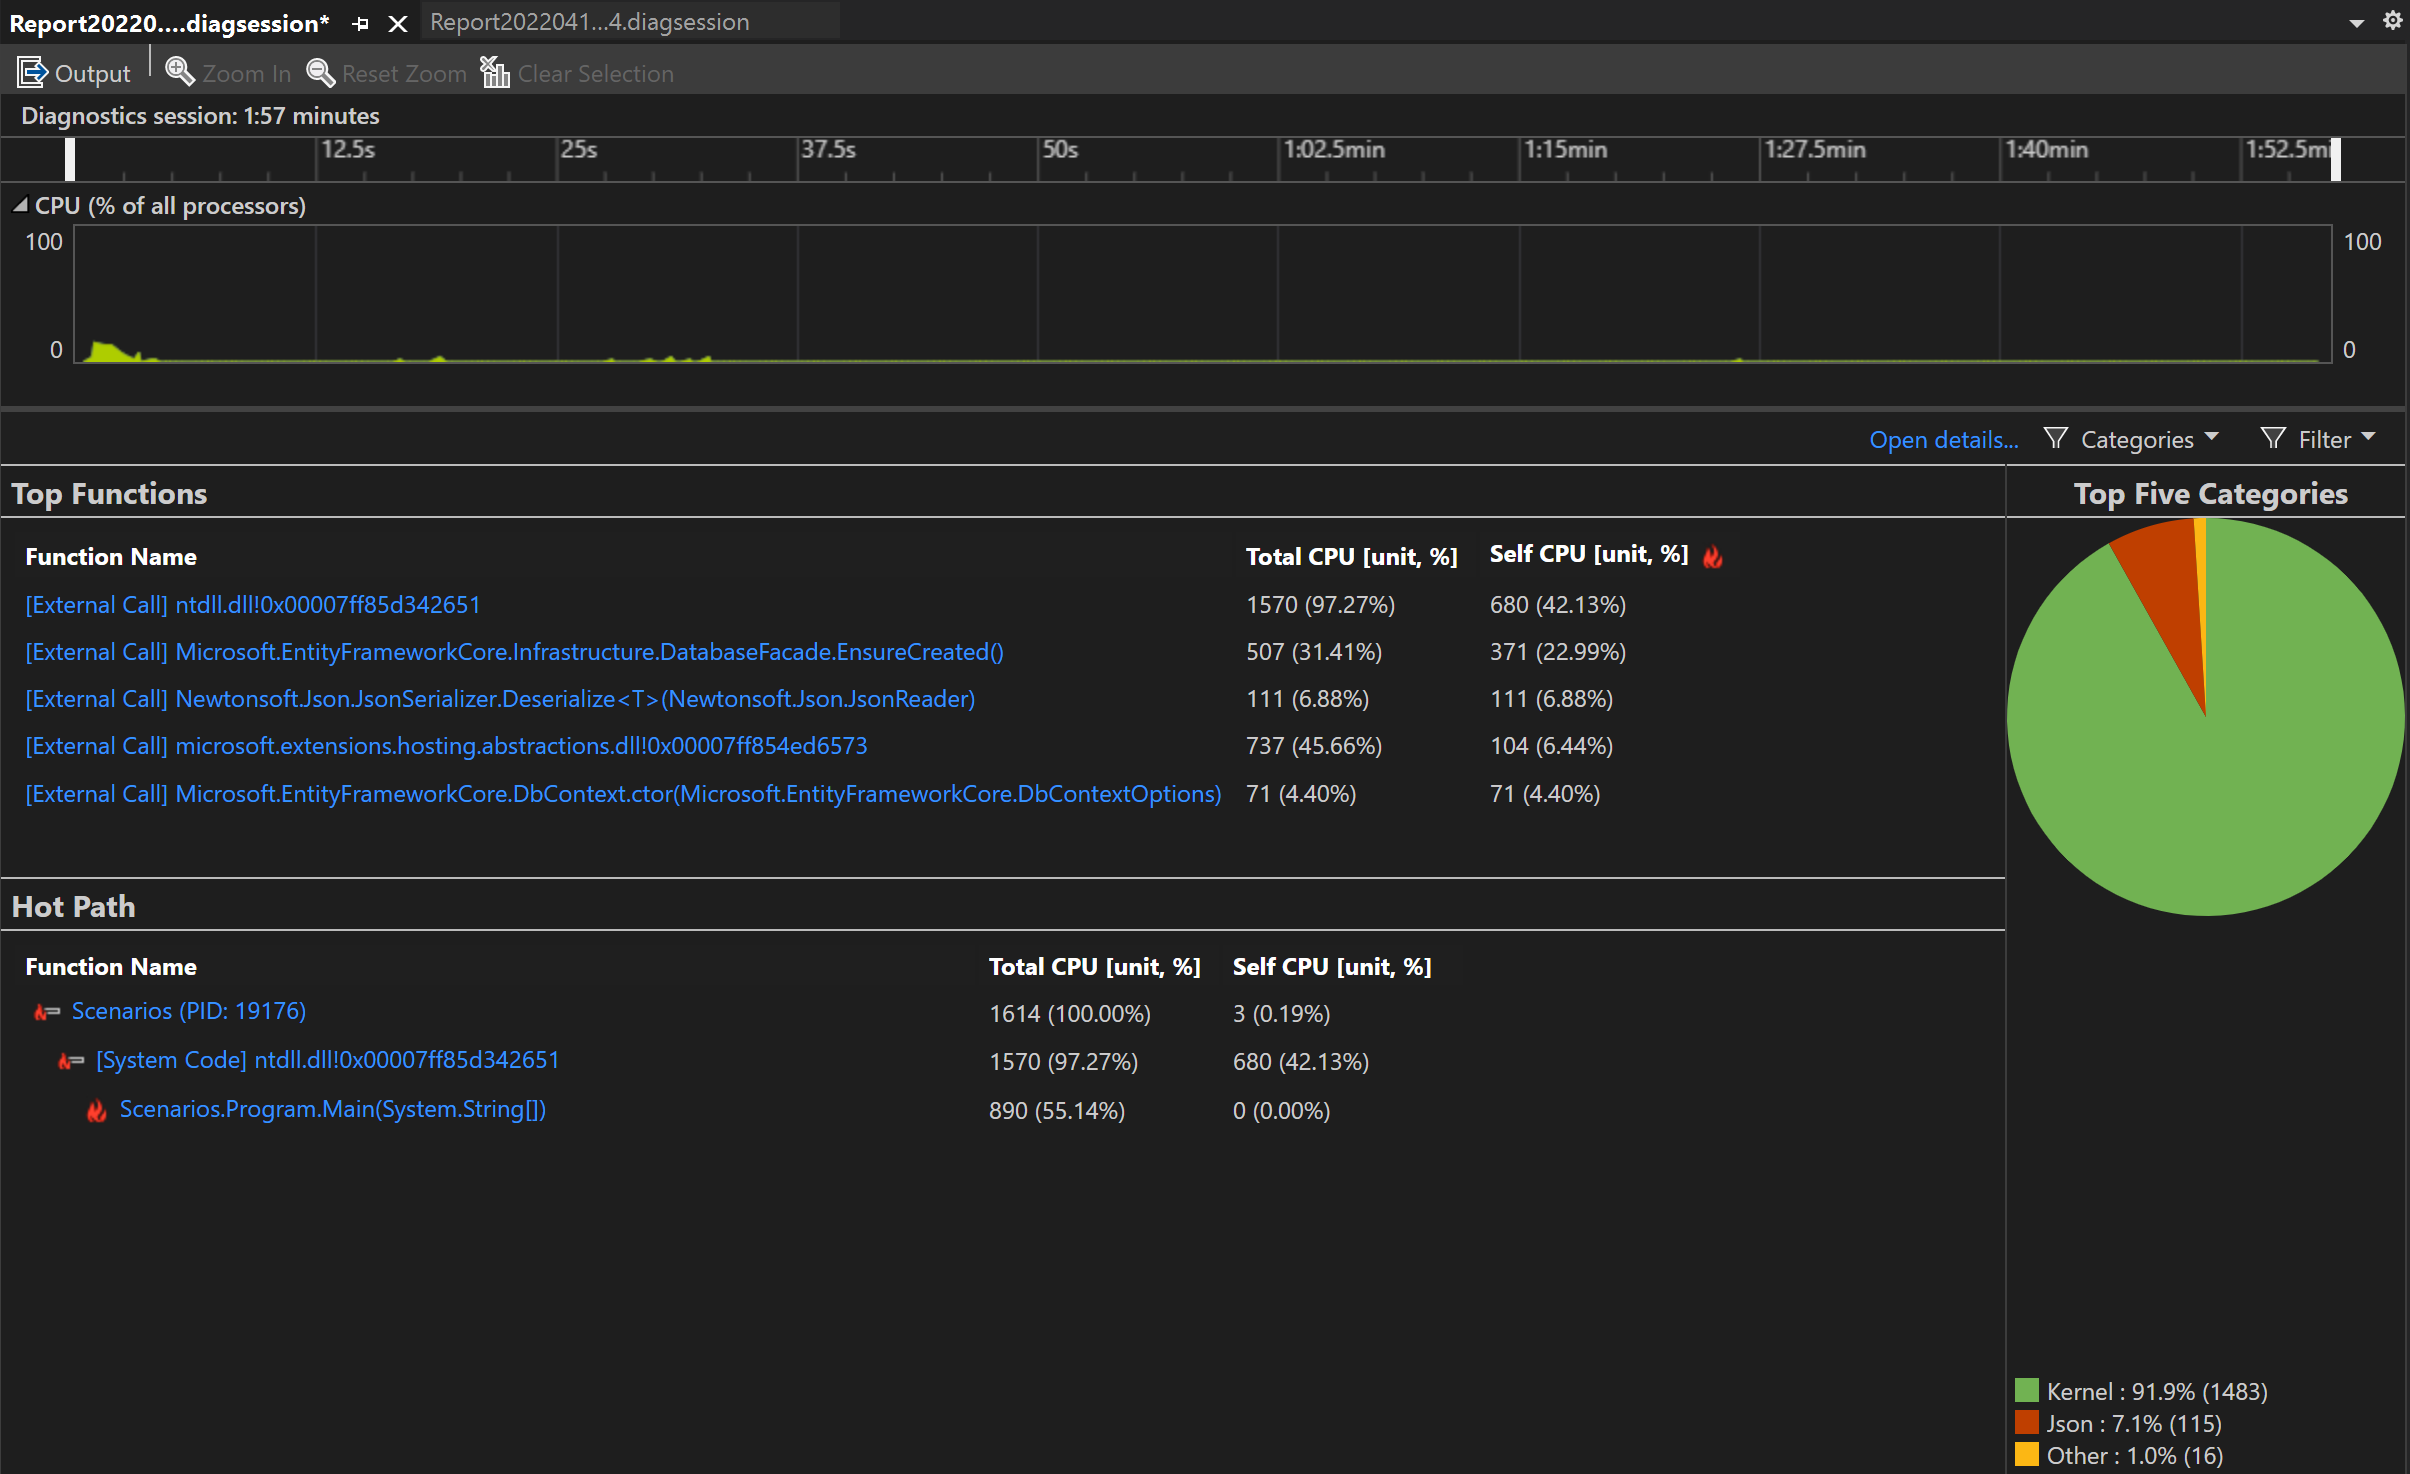 Report20220....diagsession*
Report2022041...4.diagsession
Output
Zoom In
Reset Zoom
Clear Selection
Diagnostics session: 1:57 minutes
12.5s
25s
37.5s
50s
1:02.5min
1:15min
1:27.5min
1:40min
1:52.5mi
CPU (% of all processors)
100
100
0
0
Open details...
Categories
Filter
Top Functions
Function Name Total CPU [unit, %] Self CPU [unit, %]
[External Call] ntdll.dll!0x00007ff85d342651 1570 (97.27%) 680 (42.13%)
[External Call] Microsoft.EntityFrameworkCore.Infrastructure.DatabaseFacade.EnsureCreated() 507 (31.41%) 371 (22.99%)
[External Call] Newtonsoft.Json.JsonSerializer.Deserialize<T>(Newtonsoft.Json.JsonReader) 111 (6.88%) 111 (6.88%)
[External Call] microsoft.extensions.hosting.abstractions.dll!0x00007ff854ed6573 737 (45.66%) 104 (6.44%)
[External Call] Microsoft.EntityFrameworkCore.DbContext.ctor(Microsoft.EntityFrameworkCore.DbContextOptions) 71 (4.40%) 71 (4.40%)
Hot Path
Function Name Total CPU [unit, %] Self CPU [unit, %]
Scenarios (PID: 19176) 1614 (100.00%) 3 (0.19%)
[System Code] ntdll.dll!0x00007ff85d342651 1570 (97.27%) 680 (42.13%)
Scenarios.Program.Main(System.String[]) 890 (55.14%) 0 (0.00%)
Top Five Categories
Kernel : 91.9% (1483)
Json : 7.1% (115)
Other : 1.0% (16)